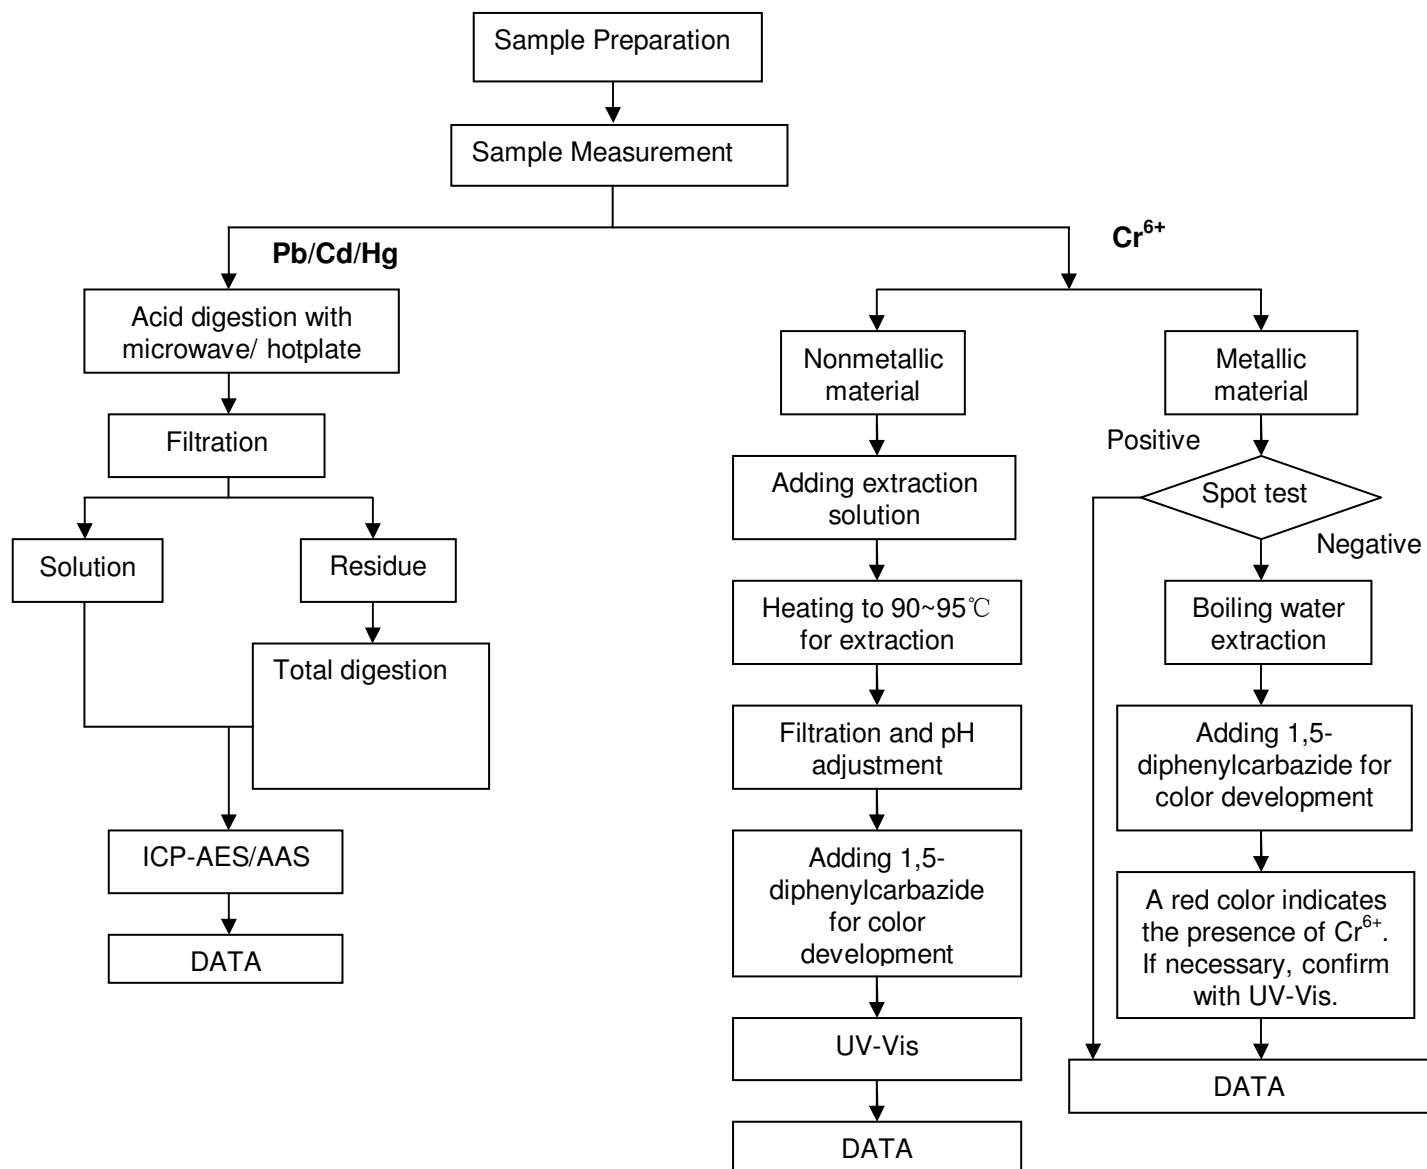 Sample Preparation
Sample Measurement
Pb/Cd/Hg
Cr⁶⁺
Acid digestion with
microwave/ hotplate
Filtration
Solution
Residue
Total digestion
ICP-AES/AAS
DATA
Nonmetallic
material
Adding extraction
solution
Heating to 90~95℃
for extraction
Filtration and pH
adjustment
Adding 1,5-
diphenylcarbazide
for color
development
UV-Vis
DATA
Metallic
material
Positive
Spot test
Negative
Boiling water
extraction
Adding 1,5-
diphenylcarbazide for
color development
A red color indicates
the presence of Cr⁶⁺.
If necessary, confirm
with UV-Vis.
DATA